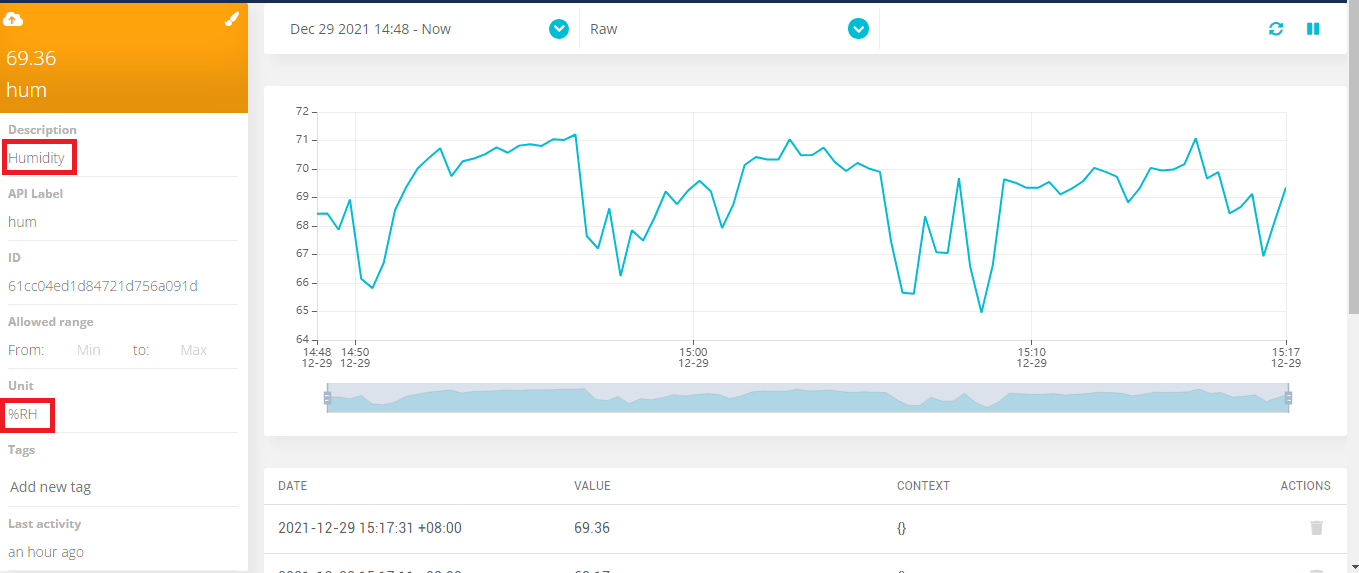 69.36
hum
Description
Humidity
API Label
hum
ID
61cc04ed1d84721d756a091d
Allowed range
From: Min to: Max
Unit
%RH
Tags
Add new tag
Last activity
an hour ago
Dec 29 2021 14:48 - Now
Raw
72
71
70
69
68
67
66
65
64
14:48 14:50 15:00 15:10 15:17
12-29 12-29 12-29 12-29 12-29
DATE VALUE CONTEXT ACTIONS
2021-12-29 15:17:31 +08:00 69.36 {}